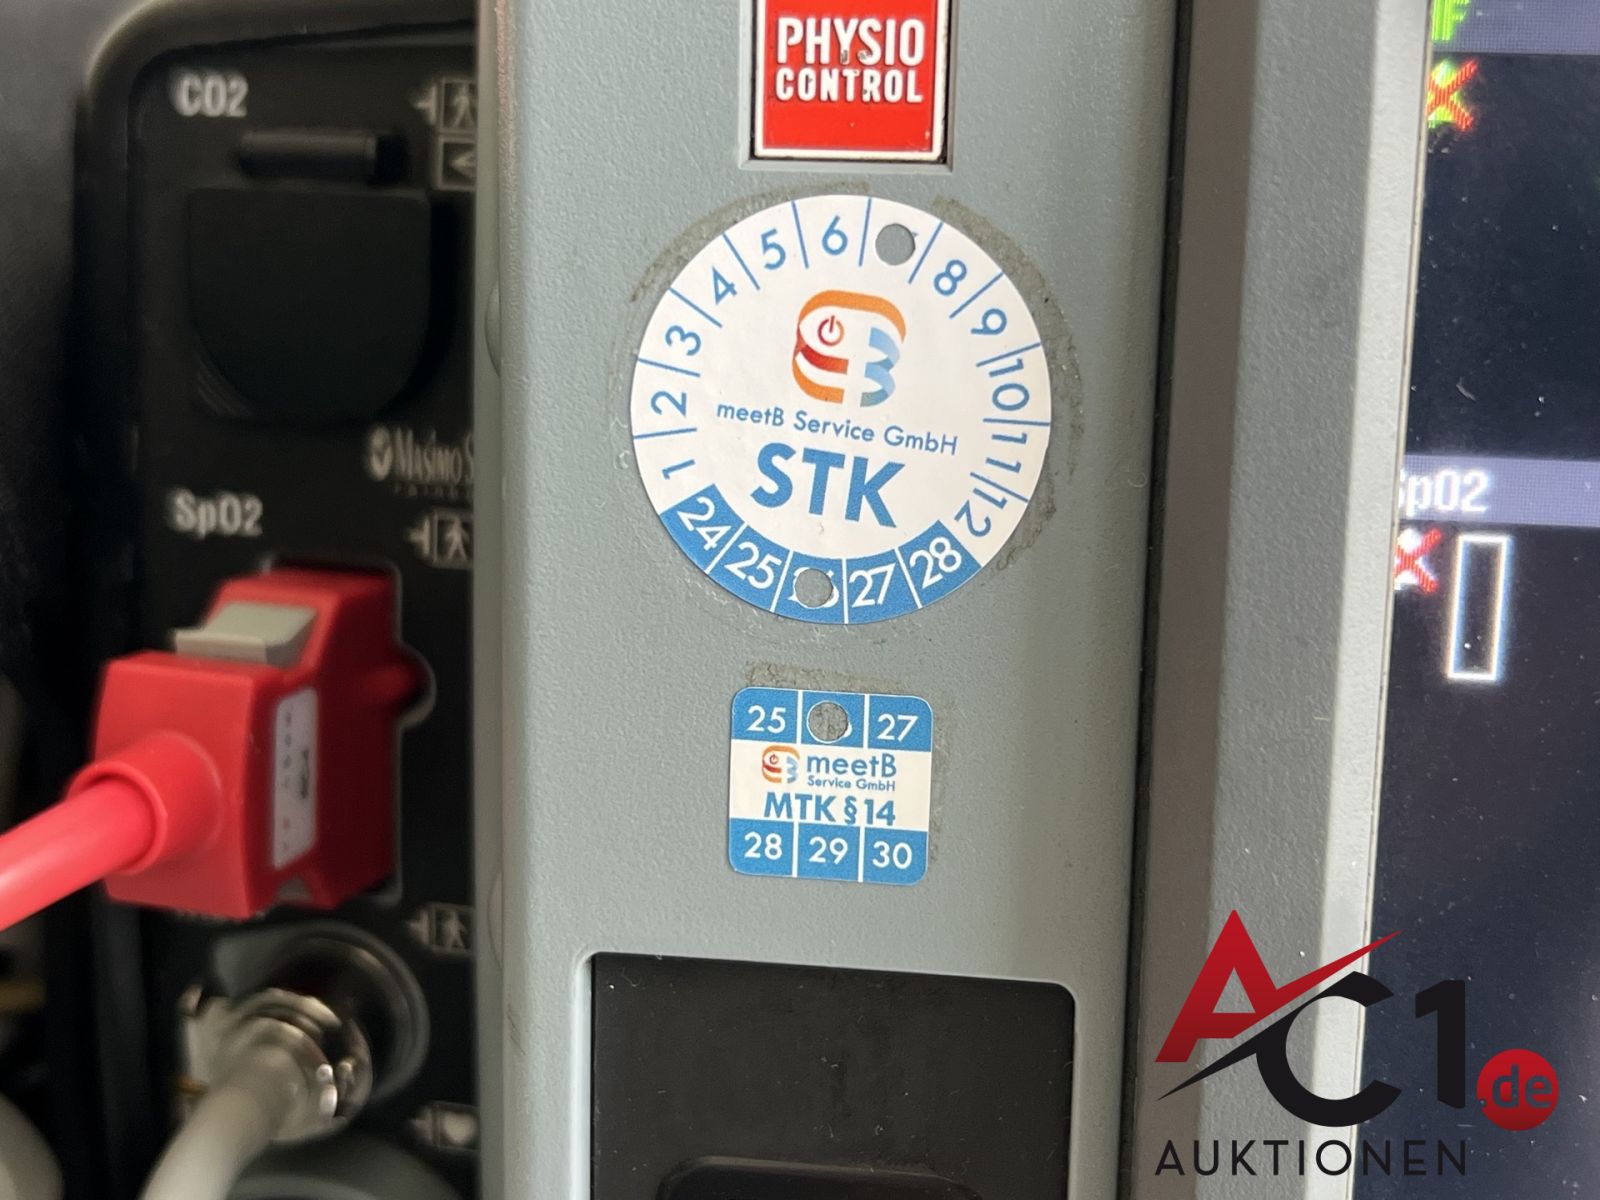 PHYSIO
CONTROL
CO2
1 2 3 4 5 6 8 9 10 11 12
meetB Service GmbH
STK
24 25 27 28
MASIMO
SpO2
SpO2
25 27
meetB
Service GmbH
MTK § 14
28 29 30
AC1.de
AUKTIONEN